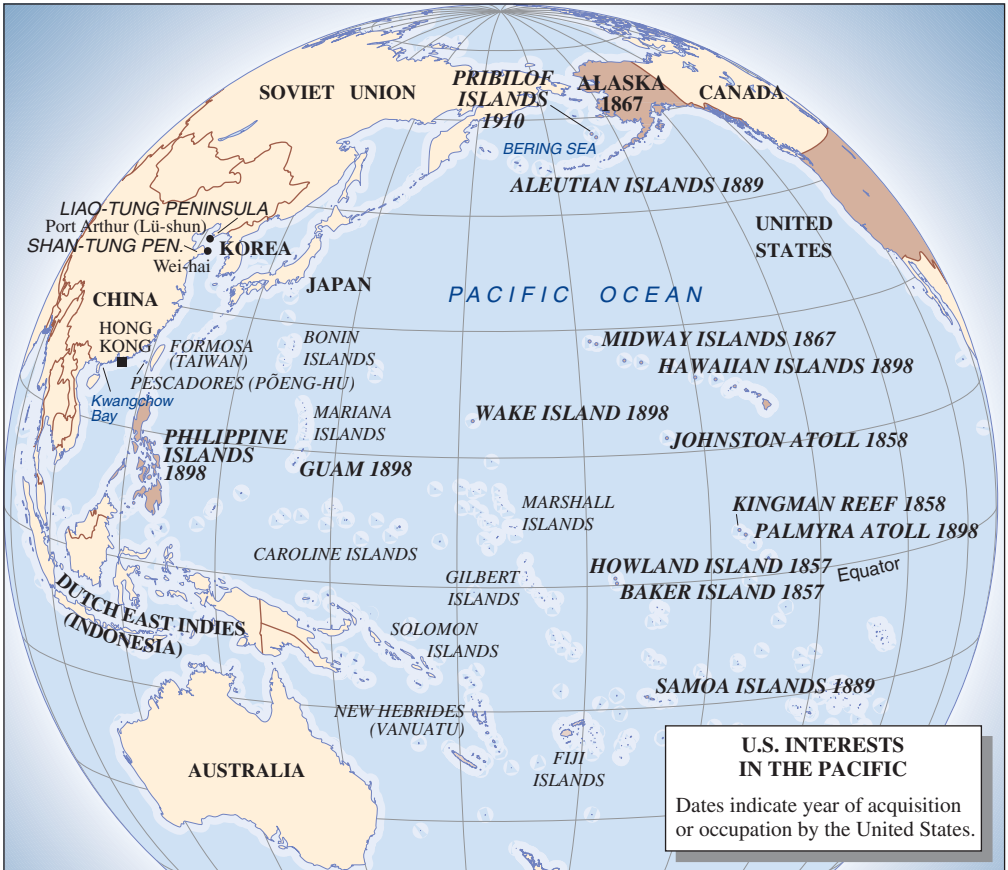 SOVIET UNION
PRIBILOF
ISLANDS
1910
ALASKA
1867
CANADA
BERING SEA
ALEUTIAN ISLANDS 1889
LIAO-TUNG PENINSULA
Port Arthur (Lü-shun)
SHAN-TUNG PEN.
KOREA
Wei-hai
UNITED
STATES
JAPAN
CHINA
PACIFIC OCEAN
HONG
KONG
FORMOSA
(TAIWAN)
BONIN
ISLANDS
MIDWAY ISLANDS 1867
HAWAIIAN ISLANDS 1898
PESCADORES (PÕENG-HU)
Kwangchow
Bay
MARIANA
ISLANDS
WAKE ISLAND 1898
JOHNSTON ATOLL 1858
PHILIPPINE
ISLANDS
1898
GUAM 1898
MARSHALL
ISLANDS
KINGMAN REEF 1858
PALMYRA ATOLL 1898
CAROLINE ISLANDS
GILBERT
ISLANDS
HOWLAND ISLAND 1857
BAKER ISLAND 1857
Equator
DUTCH EAST INDIES
(INDONESIA)
SOLOMON
ISLANDS
SAMOA ISLANDS 1889
NEW HEBRIDES
(VANUATU)
FIJI
ISLANDS
AUSTRALIA
U.S. INTERESTS
IN THE PACIFIC
Dates indicate year of acquisition
or occupation by the United States.